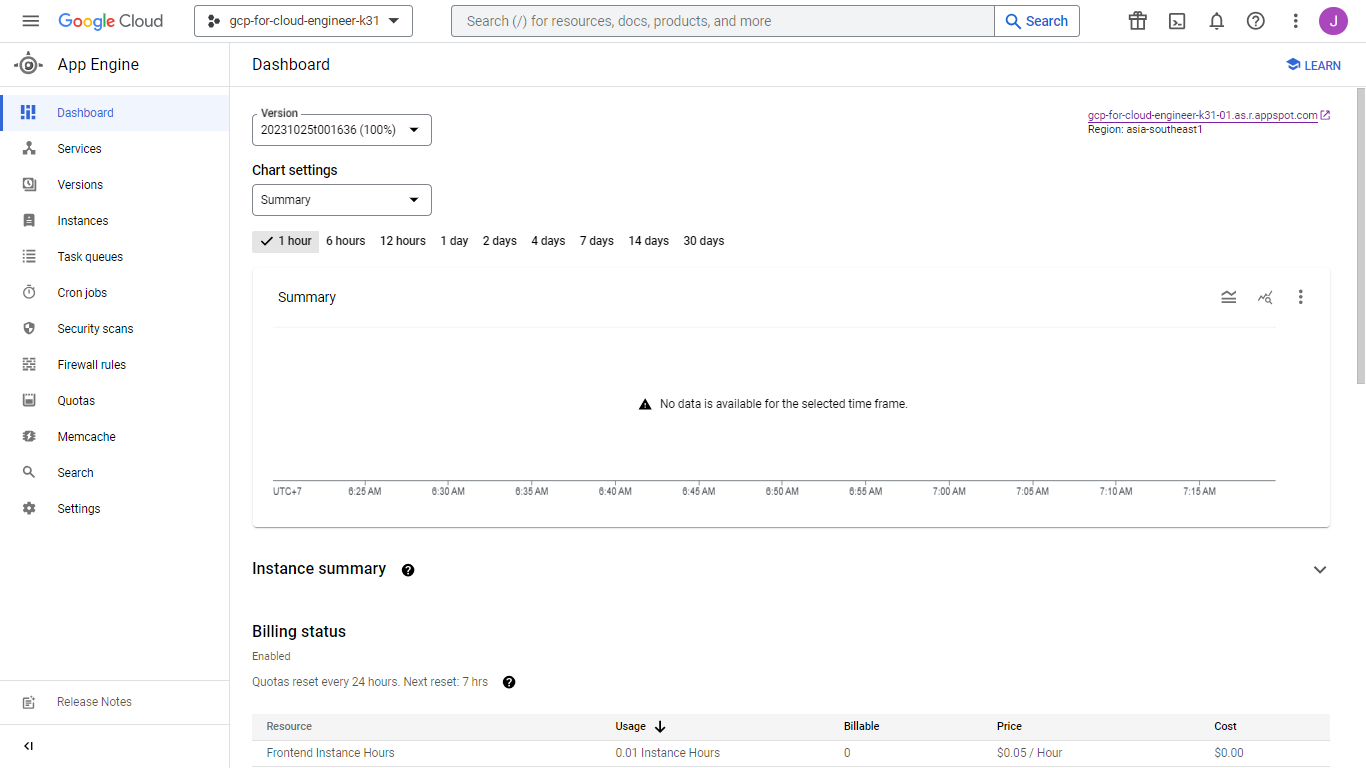 Google Cloud
gcp-for-cloud-engineer-k31
Search (/) for resources, docs, products, and more
Search
J
App Engine
Dashboard
LEARN
Dashboard
Services
Versions
Instances
Task queues
Cron jobs
Security scans
Firewall rules
Quotas
Memcache
Search
Settings
Release Notes
Version
20231025t001636 (100%)
gcp-for-cloud-engineer-k31-01.as.r.appspot.com
Region: asia-southeast1
Chart settings
Summary
1 hour 6 hours 12 hours 1 day 2 days 4 days 7 days 14 days 30 days
Summary
No data is available for the selected time frame.
UTC+7 6:25 AM 6:30 AM 6:35 AM 6:40 AM 6:45 AM 6:50 AM 6:55 AM 7:00 AM 7:05 AM 7:10 AM 7:15 AM
Instance summary
Billing status
Enabled
Quotas reset every 24 hours. Next reset: 7 hrs
Resource Usage Billable Price Cost
Frontend Instance Hours 0.01 Instance Hours 0 $0.05 / Hour $0.00